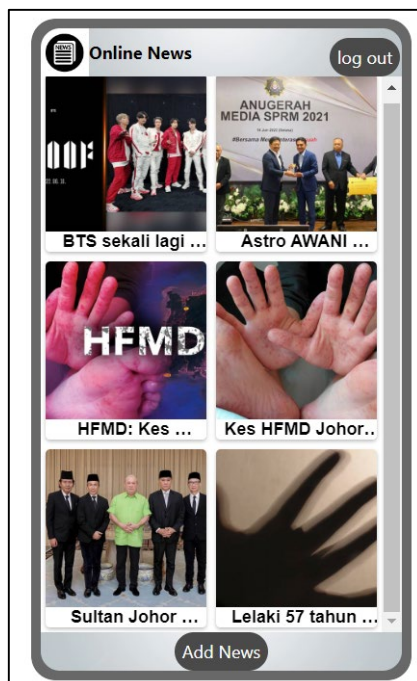 NEWS
Online News
log out
OOF
ANUGERAH
MEDIA SPRM 2021
BTS sekali lagi ...
Astro AWANI ...
HFMD
HFMD: Kes ...
Kes HFMD Johor..
Sultan Johor ...
Lelaki 57 tahun ...
Add News